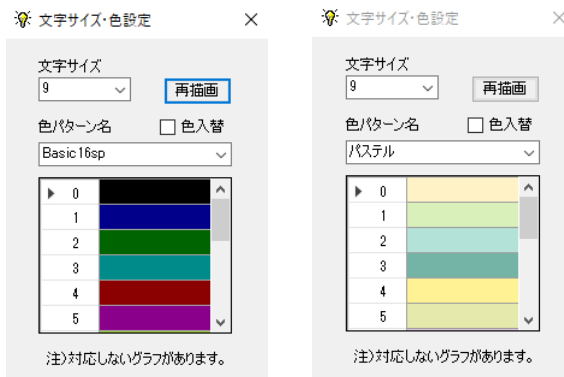 文字サイズ・色設定
文字サイズ
9
再描画
色パターン名
色入替
Basic16sp
0
1
2
3
4
5
注)対応しないグラフがあります。
文字サイズ・色設定
文字サイズ
9
再描画
色パターン名
色入替
パステル
0
1
2
3
4
5
注)対応しないグラフがあります。